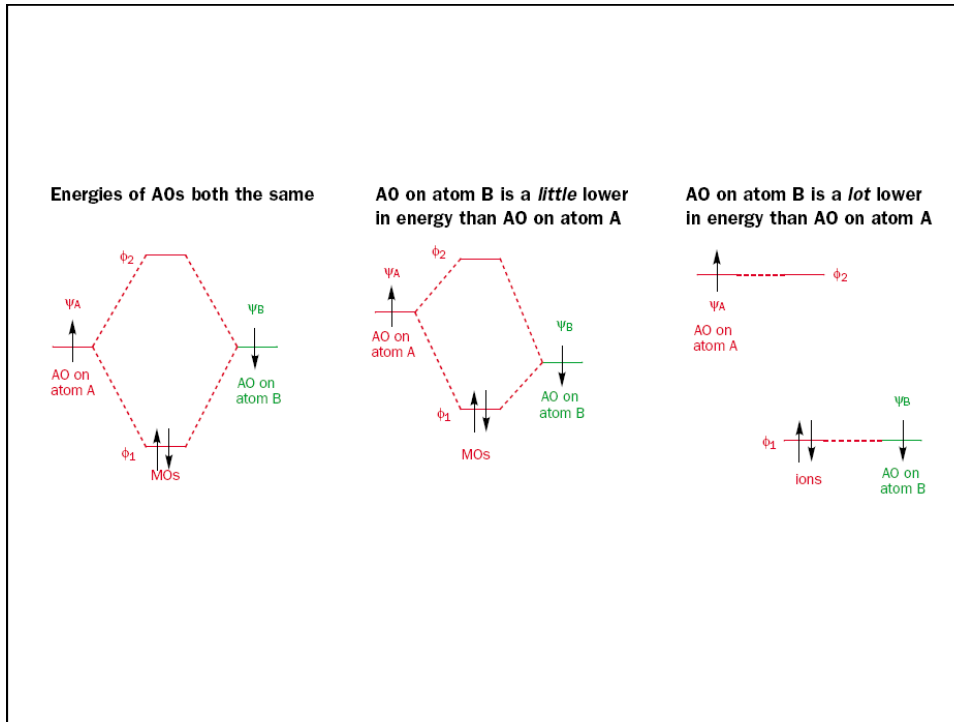 Energies of AOs both the same
ϕ2
ψA
ψB
AO on
atom A
AO on
atom B
ϕ1
MOs
AO on atom B is a little lower
in energy than AO on atom A
ϕ2
ψA
ψB
AO on
atom A
AO on
atom B
ϕ1
MOs
AO on atom B is a lot lower
in energy than AO on atom A
ϕ2
ψA
AO on
atom A
ψB
ϕ1
ions
AO on
atom B